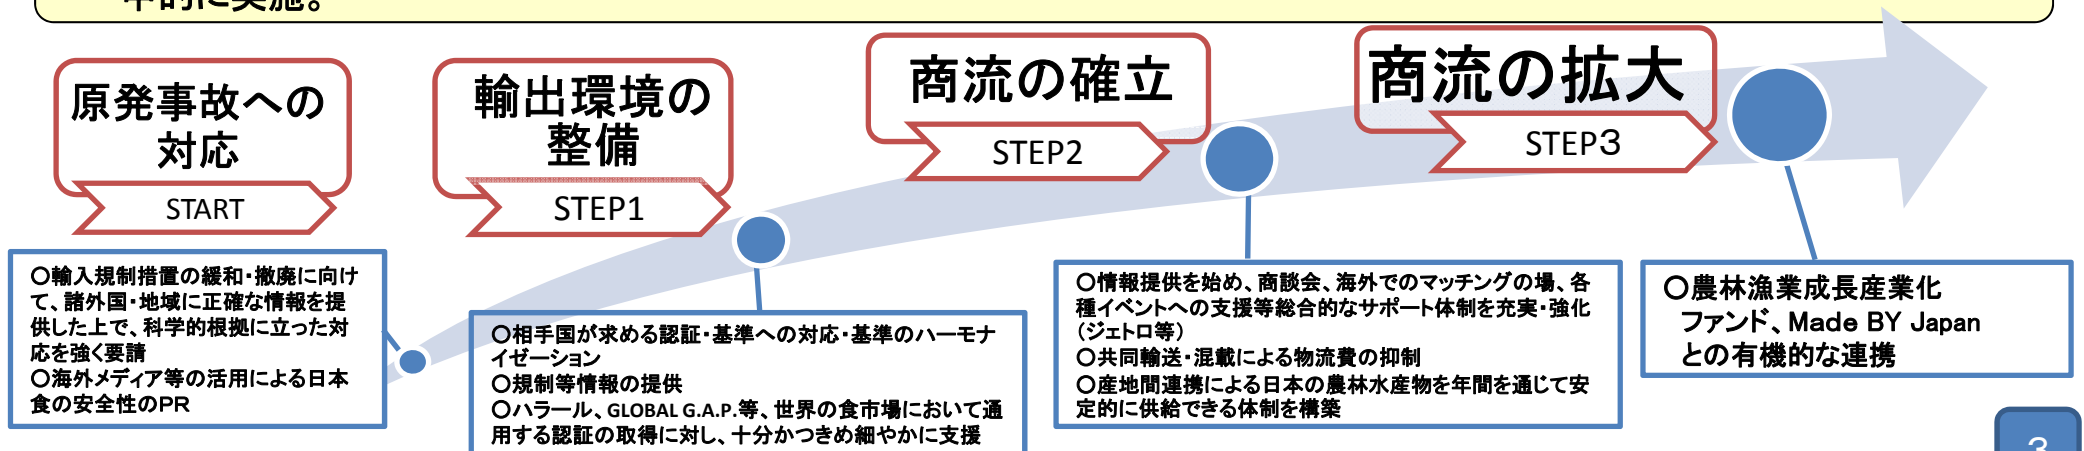 中的に実施。
原発事故への
対応
START
○輸入規制措置の緩和・撤廃に向け
て、諸外国・地域に正確な情報を提
供した上で、科学的根拠に立った対
応を強く要請
○海外メディア等の活用による日本
食の安全性のPR
輸出環境の
整備
STEP1
○相手国が求める認証・基準への対応・基準のハーモナ
イゼーション
○規制等情報の提供
○ハラール、GLOBAL G.A.P.等、世界の食市場において通
用する認証の取得に対し、十分かつきめ細やかに支援
商流の確立
STEP2
○情報提供を始め、商談会、海外でのマッチングの場、各
種イベントへの支援等総合的なサポート体制を充実・強化
(ジェトロ等)
○共同輸送・混載による物流費の抑制
○産地間連携による日本の農林水産物を年間を通じて安
定的に供給できる体制を構築
商流の拡大
STEP3
○農林漁業成長産業化
ファンド、Made BY Japan
との有機的な連携
3